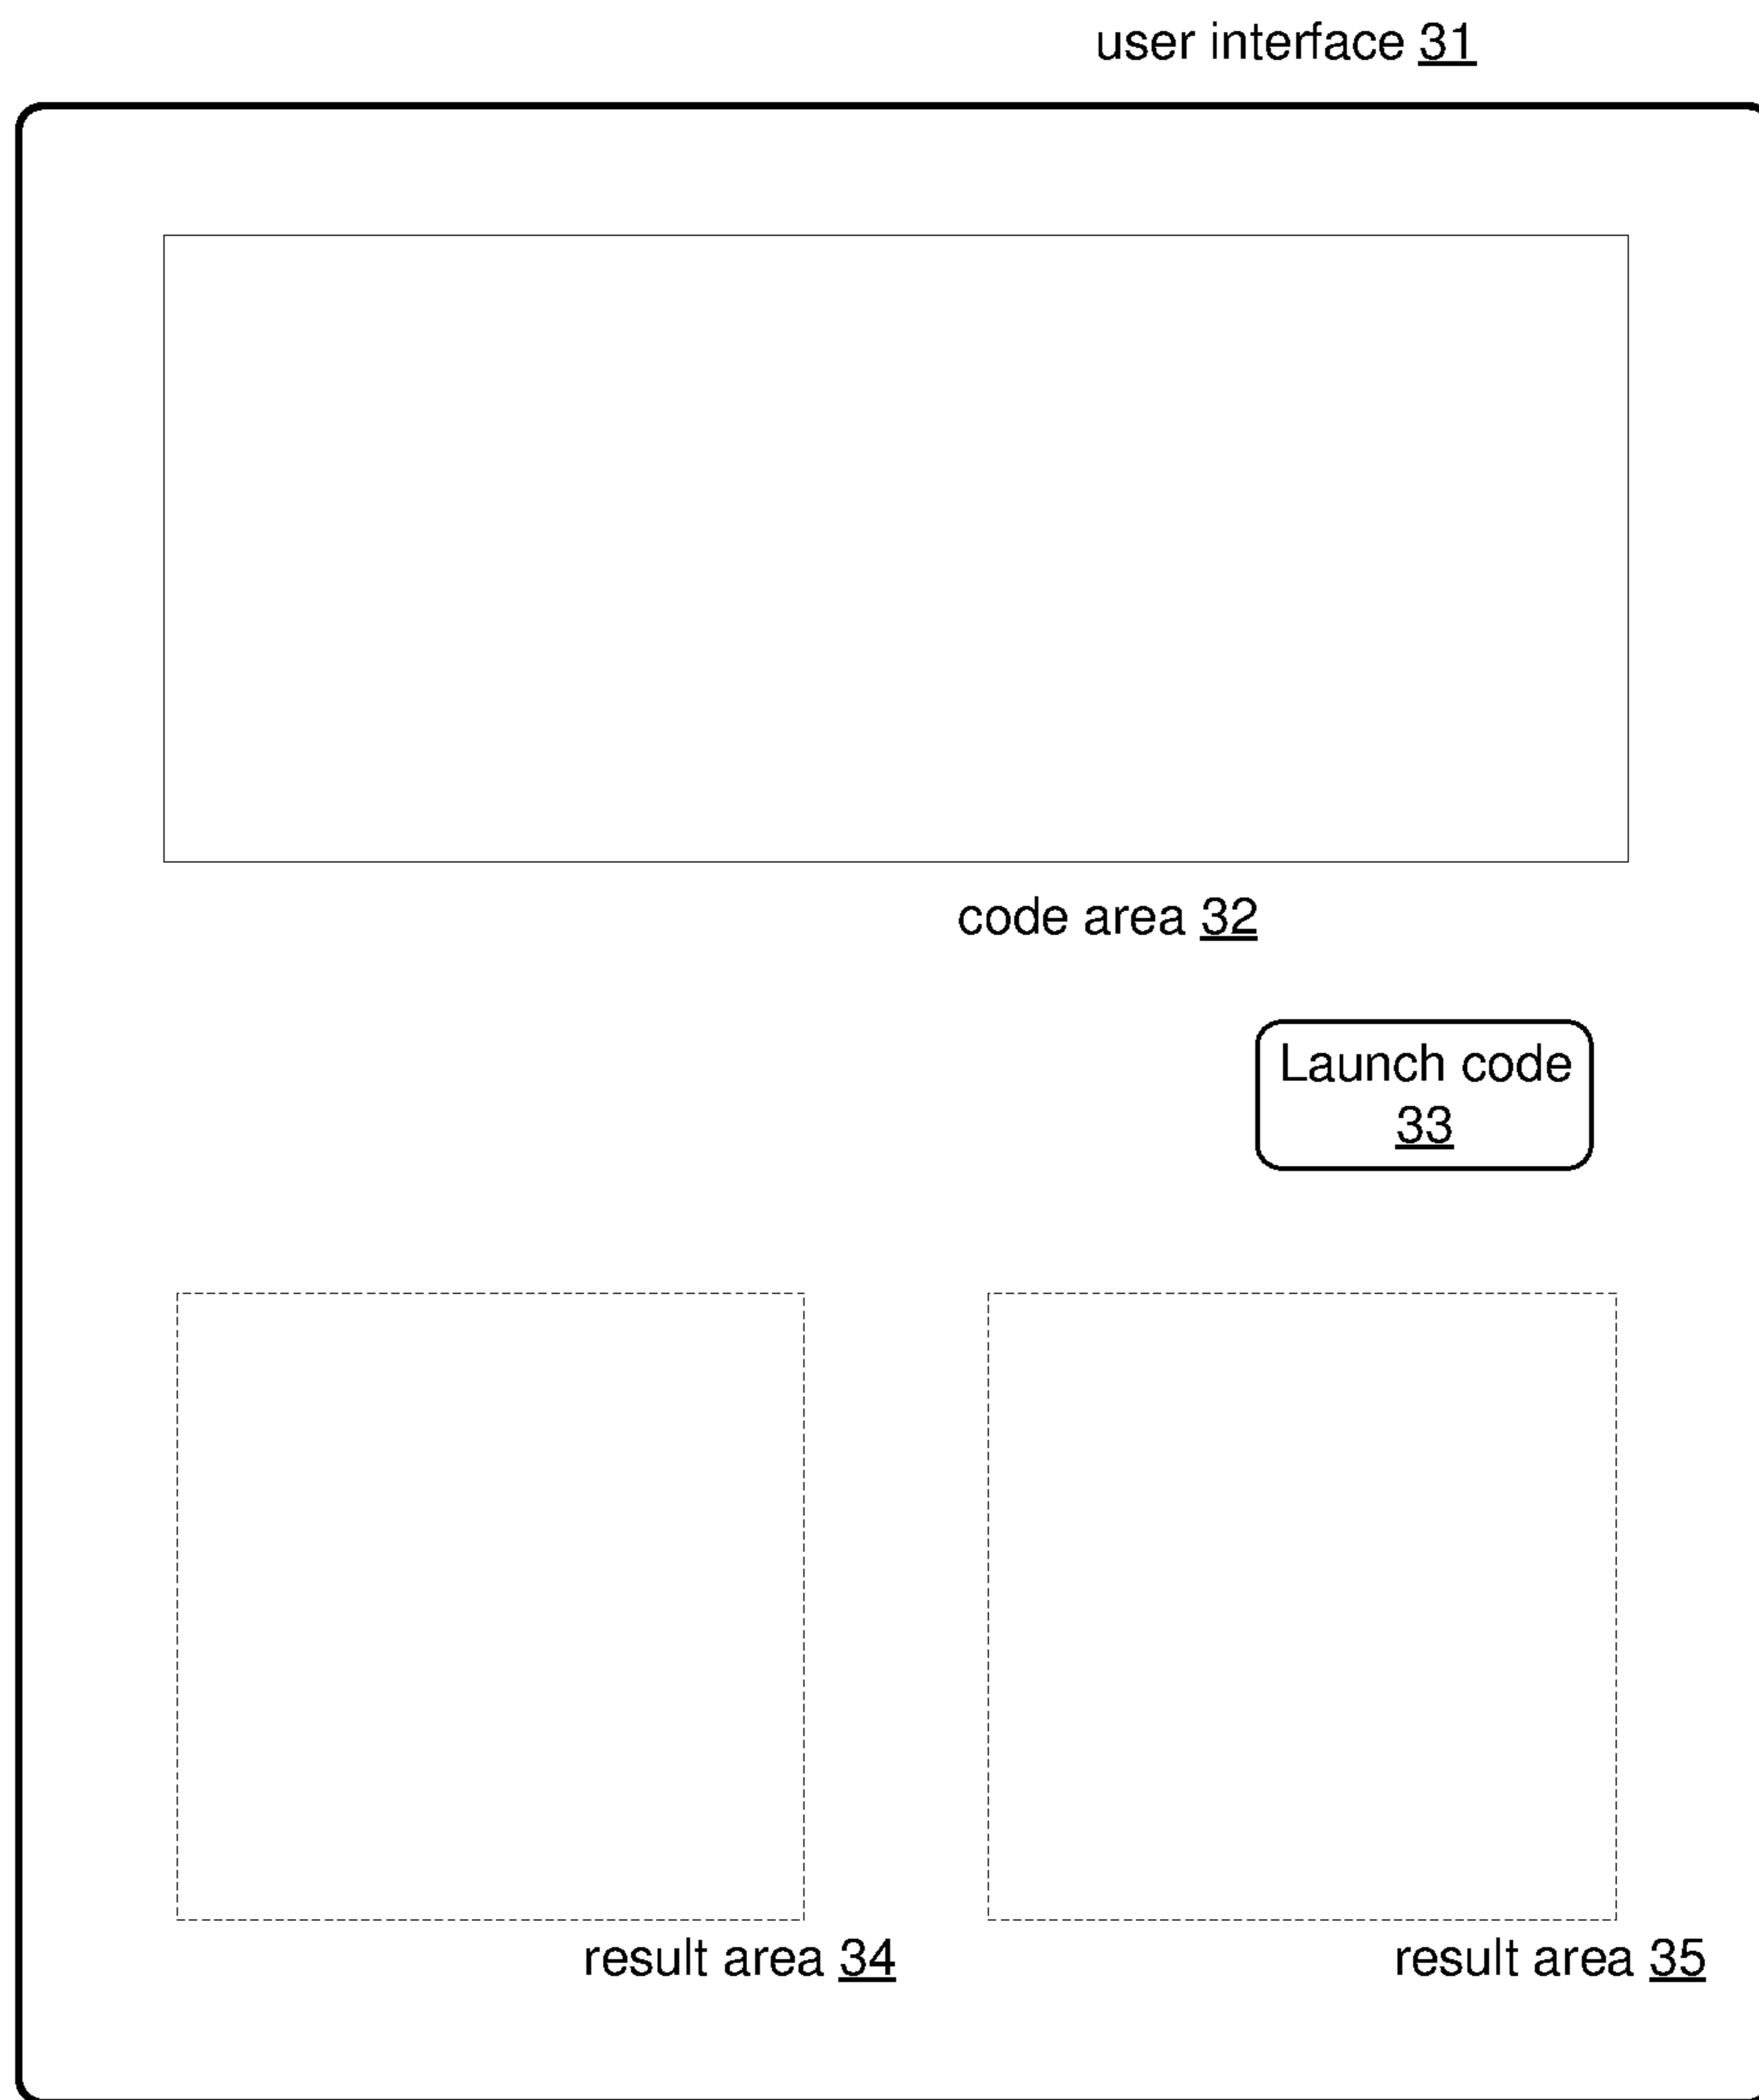 user interface 31
code area 32
Launch code
33
result area 34
result area 35